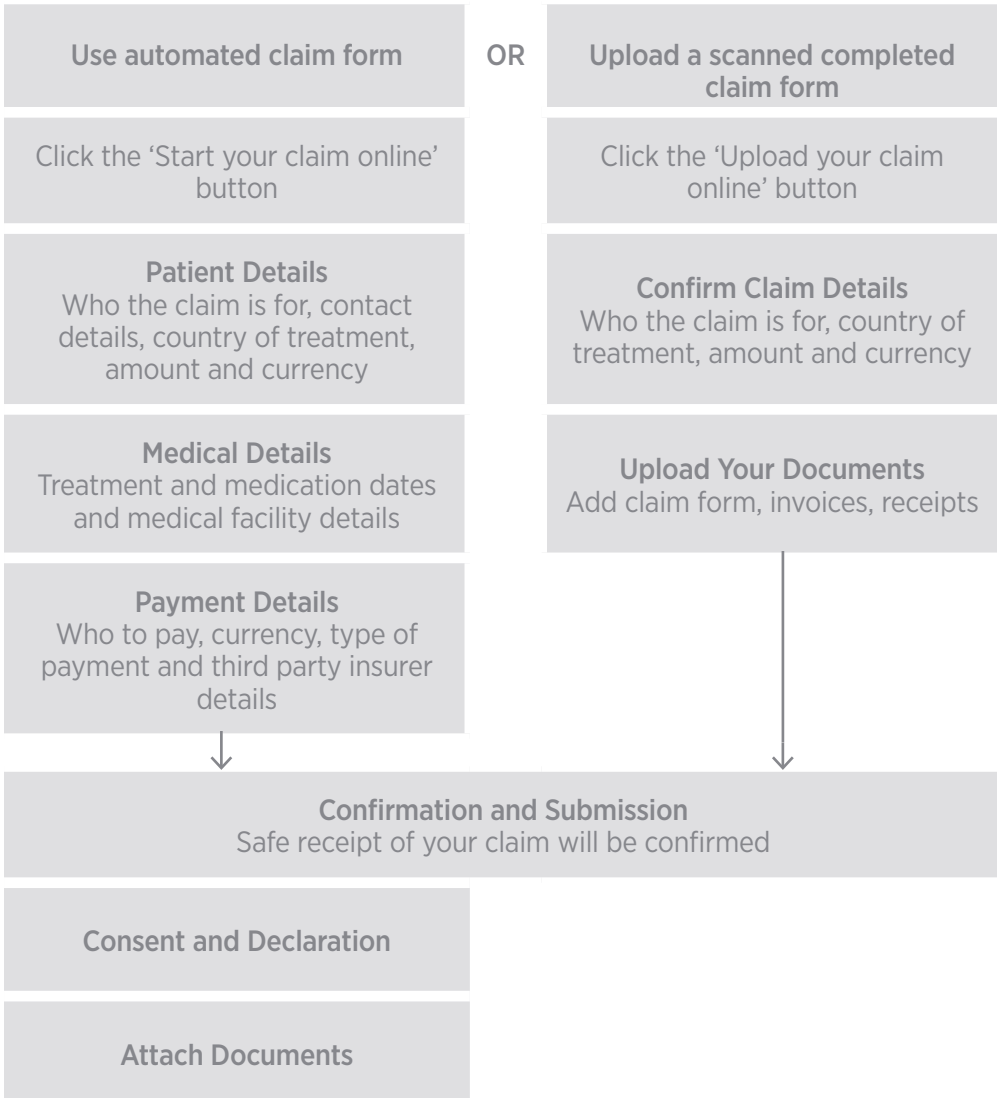 Use automated claim form
OR
Upload a scanned completed
claim form
Click the ‘Start your claim online’
button
Click the ‘Upload your claim
online’ button
Patient Details
Who the claim is for, contact
details, country of treatment,
amount and currency
Confirm Claim Details
Who the claim is for, country of
treatment, amount and currency
Medical Details
Treatment and medication dates
and medical facility details
Upload Your Documents
Add claim form, invoices, receipts
Payment Details
Who to pay, currency, type of
payment and third party insurer
details
Confirmation and Submission
Safe receipt of your claim will be confirmed
Consent and Declaration
Attach Documents